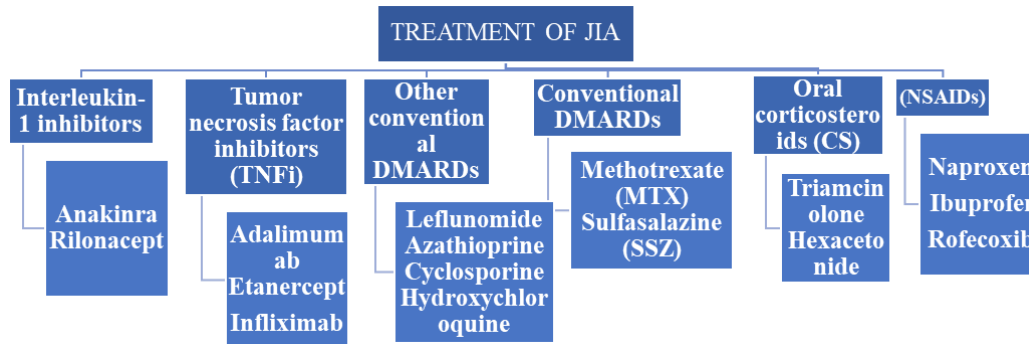 TREATMENT OF JIA
Interleukin-
1 inhibitors
Anakinra
Rilonacept
Tumor
necrosis factor
inhibitors
(TNFi)
Adalimum
ab
Etanercept
Infliximab
Other
convention
al
DMARDs
Leflunomide
Azathioprine
Cyclosporine
Hydroxychlor
oquine
Conventional
DMARDs
Methotrexate
(MTX)
Sulfasalazine
(SSZ)
Oral
corticostero
ids (CS)
Triamcin
olone
Hexaceto
nide
(NSAIDs)
Naproxen
Ibuprofen
Rofecoxib